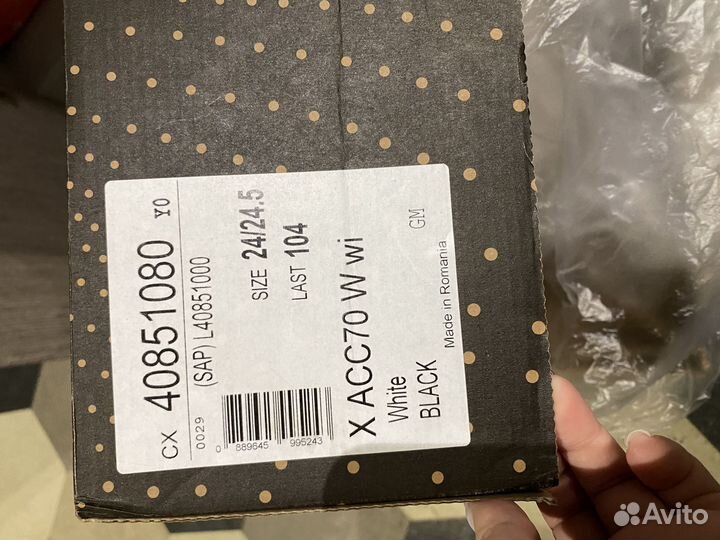 CX 40851080 Y0
(SAP) L40851000
0029
0 889645 995243
SIZE 24/24.5
LAST 104
X ACC70 W wi
White
BLACK
GM
Made in Romania
Avito